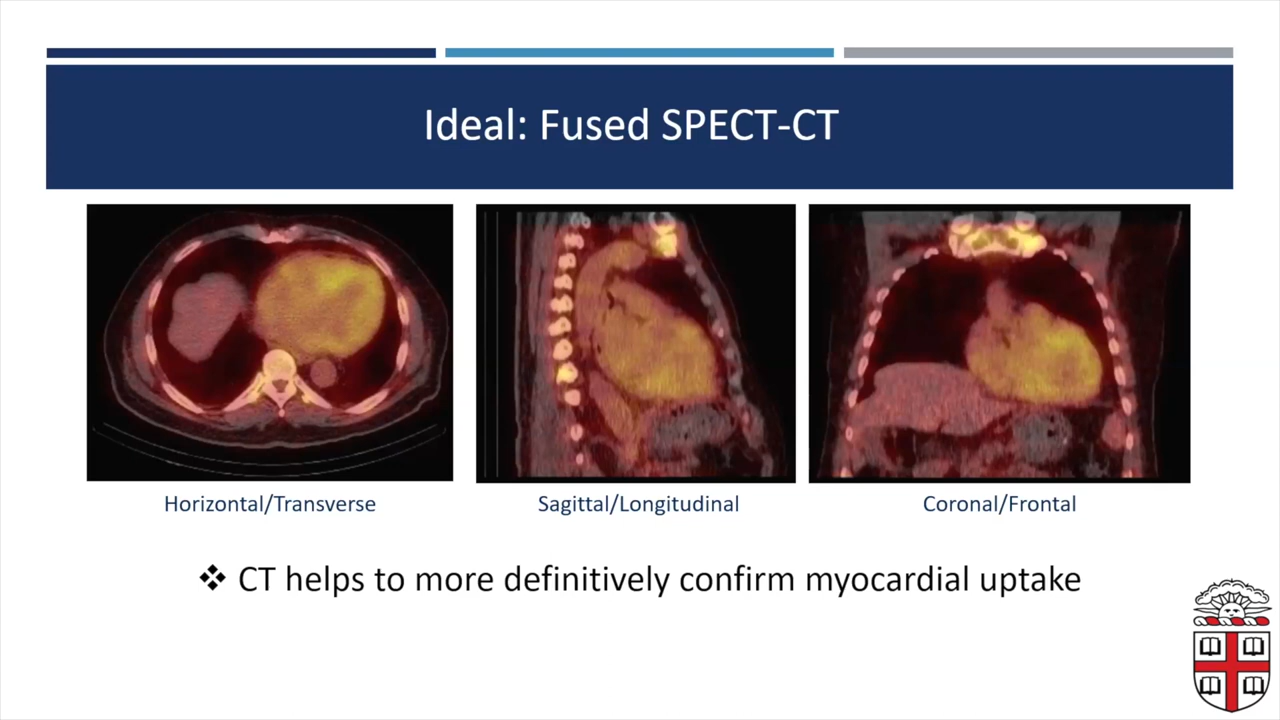 Ideal: Fused SPECT-CT
Horizontal/Transverse
Sagittal/Longitudinal
Coronal/Frontal
❖ CT helps to more definitively confirm myocardial uptake